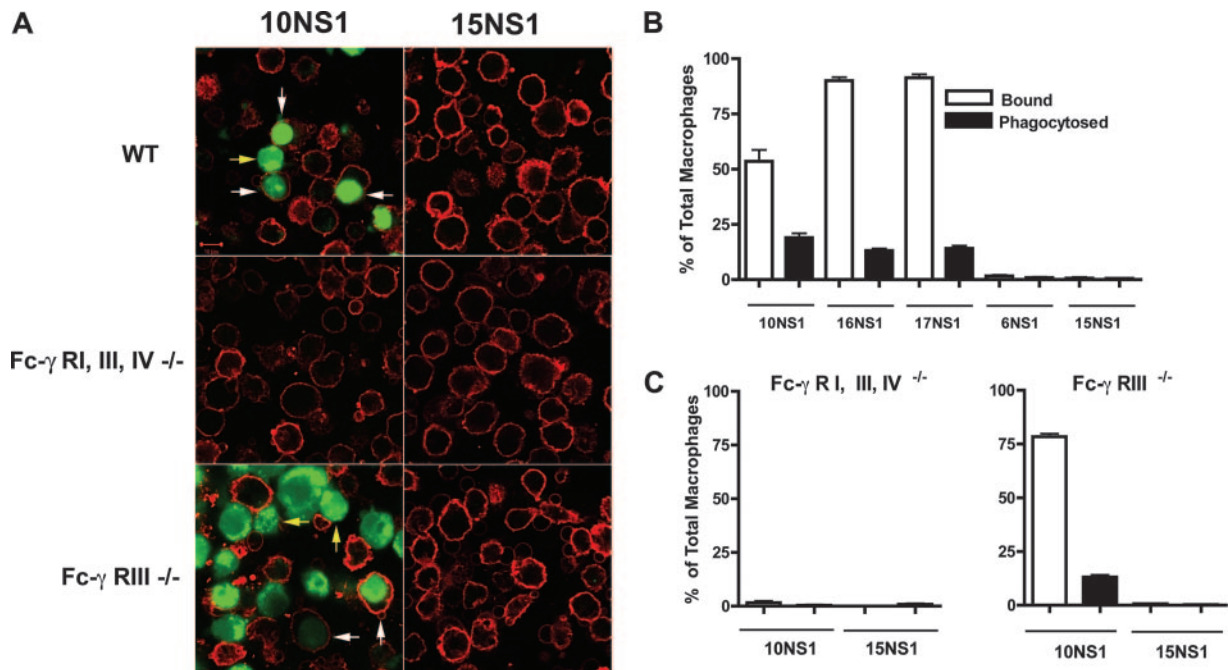 A
10NS1
15NS1
WT
Fc-γ RI, III, IV -/-
Fc-γ RIII -/-
B
% of Total Macrophages
100
75
50
25
0
Bound
Phagocytosed
10NS1
16NS1
17NS1
6NS1
15NS1
C
Fc-γ R I, III, IV -/-
% of Total Macrophages
100
75
50
25
0
10NS1
15NS1
Fc-γ RIII -/-
100
75
50
25
0
10NS1
15NS1